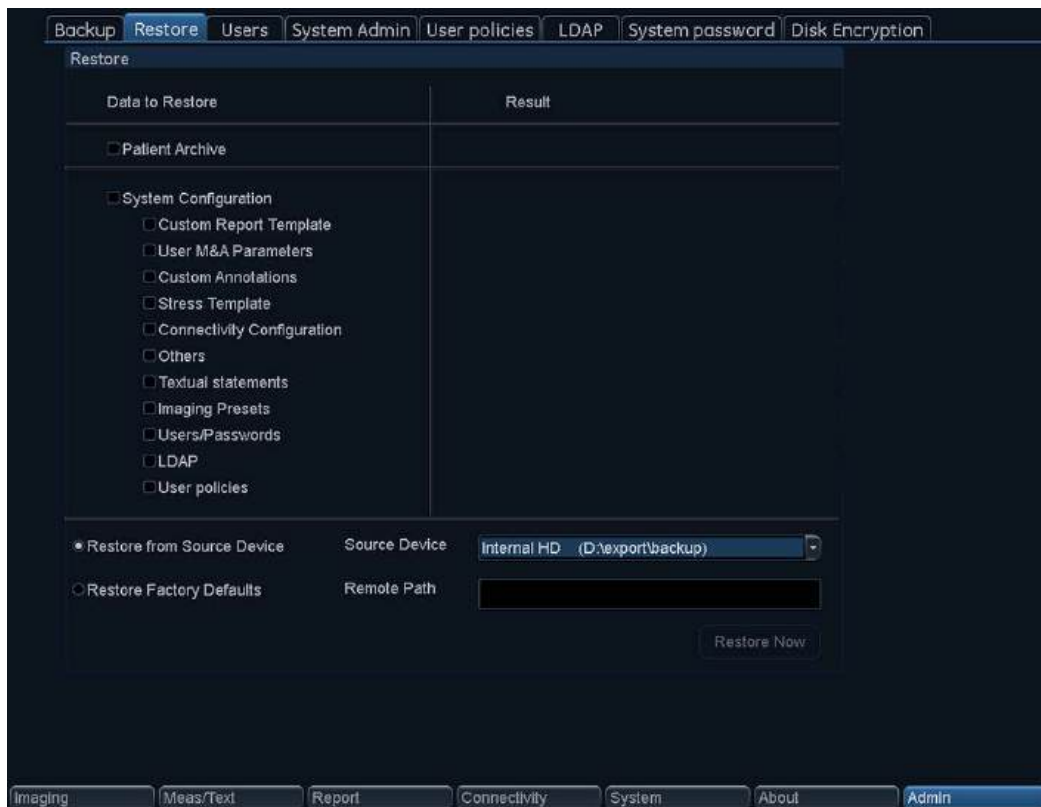 Backup Restore Users System Admin User policies LDAP System password Disk Encryption
Restore
Data to Restore Result
Patient Archive
System Configuration
Custom Report Template
User M&A Parameters
Custom Annotations
Stress Template
Connectivity Configuration
Others
Textual statements
Imaging Presets
Users/Passwords
LDAP
User policies
Restore from Source Device Source Device Internal HD (D:\export\backup)
Restore Factory Defaults Remote Path
Restore Now
Imaging Meas/Text Report Connectivity System About Admin